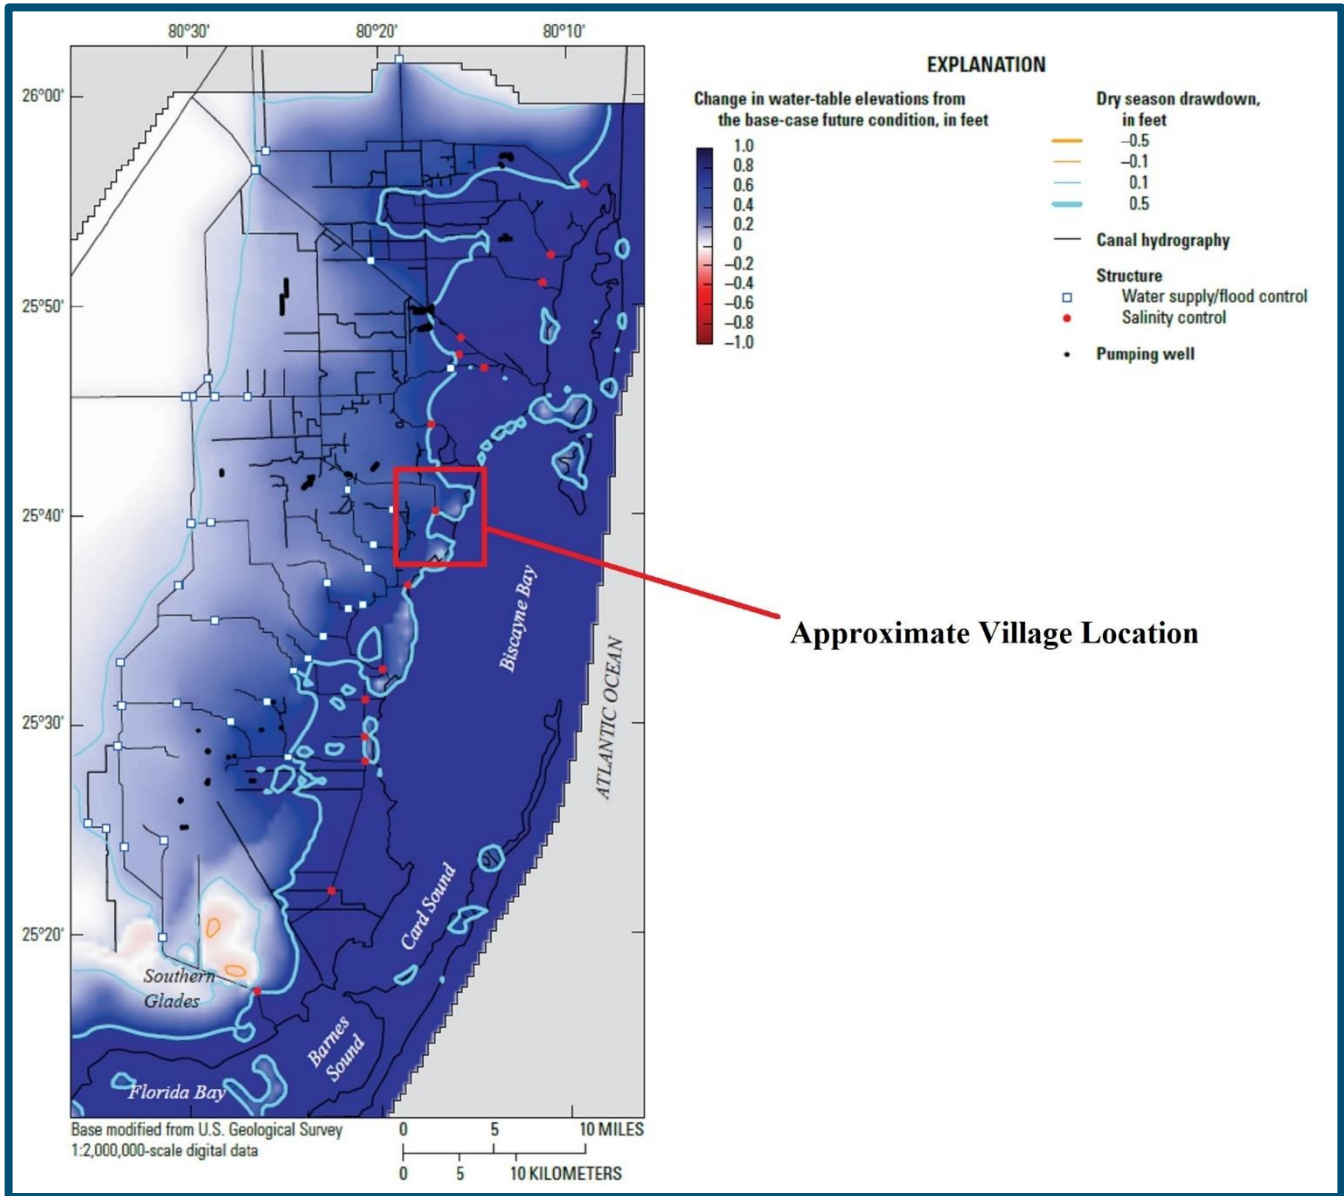 80°30'
80°20'
80°10'
26°00'
25°50'
25°40'
25°30'
25°20'
Biscayne Bay
ATLANTIC OCEAN
Card Sound
Southern
Glades
Barnes
Sound
Florida Bay
EXPLANATION
Change in water-table elevations from
the base-case future condition, in feet
1.0
0.8
0.6
0.4
0.2
0
−0.2
−0.4
−0.6
−0.8
−1.0
Dry season drawdown,
in feet
−0.5
−0.1
0.1
0.5
Canal hydrography
Structure
Water supply/flood control
Salinity control
Pumping well
Approximate Village Location
Base modified from U.S. Geological Survey
1:2,000,000-scale digital data
0 5 10 MILES
0 5 10 KILOMETERS